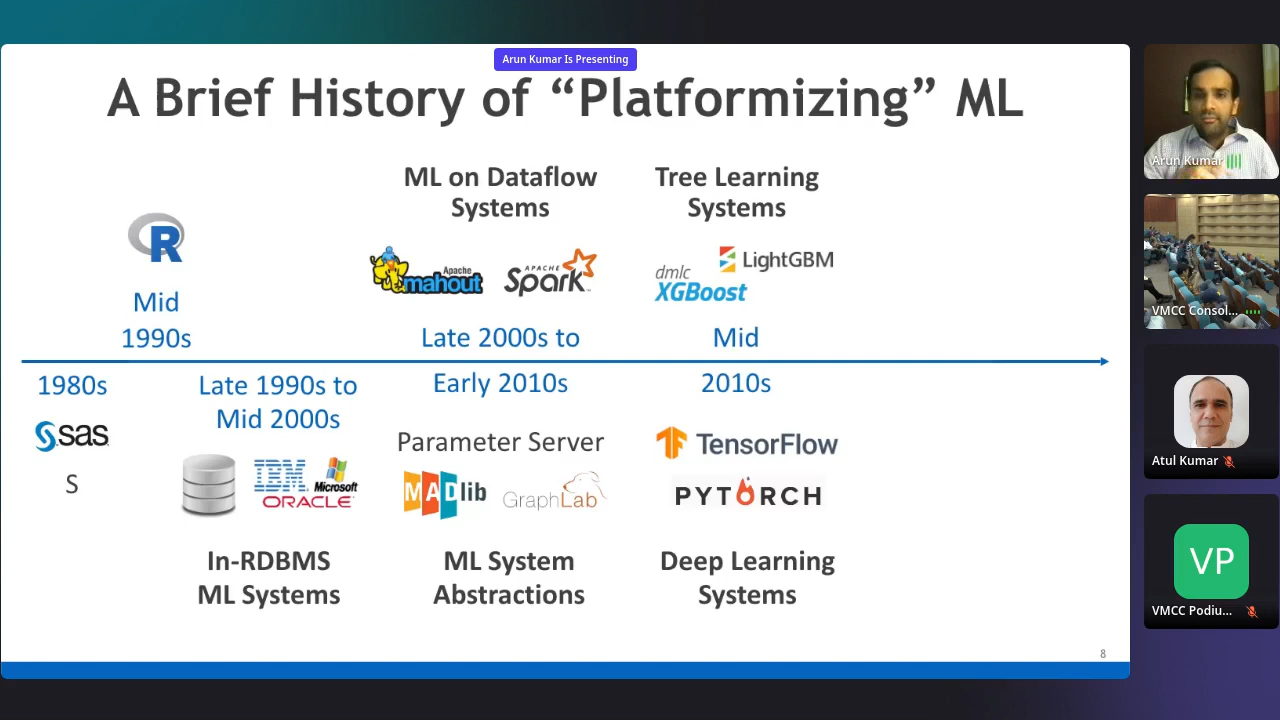 Arun Kumar Is Presenting
A Brief History of “Platformizing” ML
ML on Dataflow
Systems
Tree Learning
Systems
R
Apache
mahout
APACHE
Spark
LightGBM
dmlc
XGBoost
Mid
1990s
Late 2000s to
Mid
1980s
Late 1990s to
Mid 2000s
Early 2010s
2010s
sas
S
IBM
Microsoft
ORACLE
Parameter Server
MADlib
GraphLab
TensorFlow
PYTORCH
In-RDBMS
ML Systems
ML System
Abstractions
Deep Learning
Systems
8
Arun Kumar
VMCC Consol...
Atul Kumar
VP
VMCC Podiu...